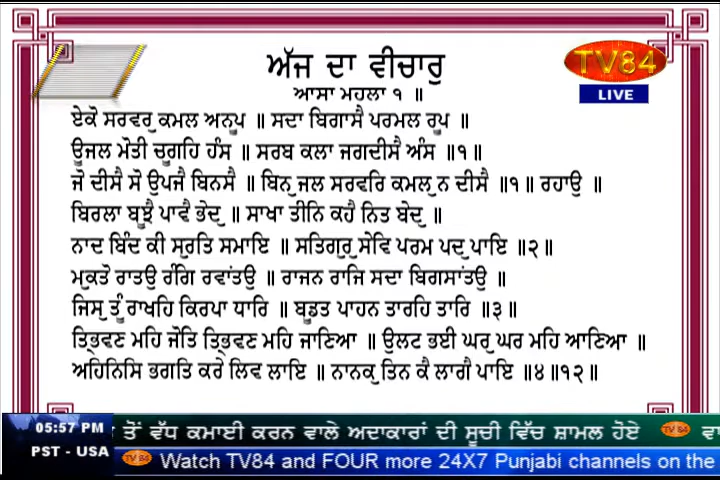 ਅੱਜ ਦਾ ਵੀਚਾਰੁ
TV84
LIVE
ਆਸਾ ਮਹਲਾ ੧ ॥
ਏਕੋ ਸਰਵਰੁ ਕਮਲ ਅਨੂਪ ॥ ਸਦਾ ਬਿਗਾਸੈ ਪਰਮਲ ਰੂਪ ॥
ਊਜਲ ਮੋਤੀ ਚੂਗਹਿ ਹੰਸ ॥ ਸਰਬ ਕਲਾ ਜਗਦੀਸੈ ਅੰਸ ॥੧॥
ਜੋ ਦੀਸੈ ਸੋ ਉਪਜੈ ਬਿਨਸੈ ॥ ਬਿਨੁ ਜਲ ਸਰਵਰਿ ਕਮਲੁ ਨ ਦੀਸੈ ॥੧॥ ਰਹਾਉ ॥
ਬਿਰਲਾ ਬੂਝੈ ਪਾਵੈ ਭੇਦੁ ॥ ਸਾਖਾ ਤੀਨਿ ਕਹੈ ਨਿਤ ਬੇਦੁ ॥
ਨਾਦ ਬਿੰਦ ਕੀ ਸੁਰਤਿ ਸਮਾਇ ॥ ਸਤਿਗੁਰੁ ਸੇਵਿ ਪਰਮ ਪਦੁ ਪਾਇ ॥੨॥
ਮੁਕਤੋ ਰਾਤਉ ਰੰਗਿ ਰਵਾਂਤਉ ॥ ਰਾਜਨ ਰਾਜਿ ਸਦਾ ਬਿਗਸਾਂਤਉ ॥
ਜਿਸੁ ਤੂੰ ਰਾਖਹਿ ਕਿਰਪਾ ਧਾਰਿ ॥ ਬੂਡਤ ਪਾਹਨ ਤਾਰਹਿ ਤਾਰਿ ॥੩॥
ਤ੍ਰਿਭਵਣ ਮਹਿ ਜੋਤਿ ਤ੍ਰਿਭਵਣ ਮਹਿ ਜਾਣਿਆ ॥ ਉਲਟ ਭਈ ਘਰੁ ਘਰ ਮਹਿ ਆਣਿਆ ॥
ਅਹਿਨਿਸਿ ਭਗਤਿ ਕਰੇ ਲਿਵ ਲਾਇ ॥ ਨਾਨਕੁ ਤਿਨ ਕੈ ਲਾਗੈ ਪਾਇ ॥੪॥੧੨॥
05:57 PM
PST - USA
ਤੋਂ ਵੱਧ ਕਮਾਈ ਕਰਨ ਵਾਲੇ ਅਦਾਕਾਰਾਂ ਦੀ ਸੂਚੀ ਵਿੱਚ ਸ਼ਾਮਲ ਹੋਏ TV84
TV84 Watch TV84 and FOUR more 24X7 Punjabi channels on the